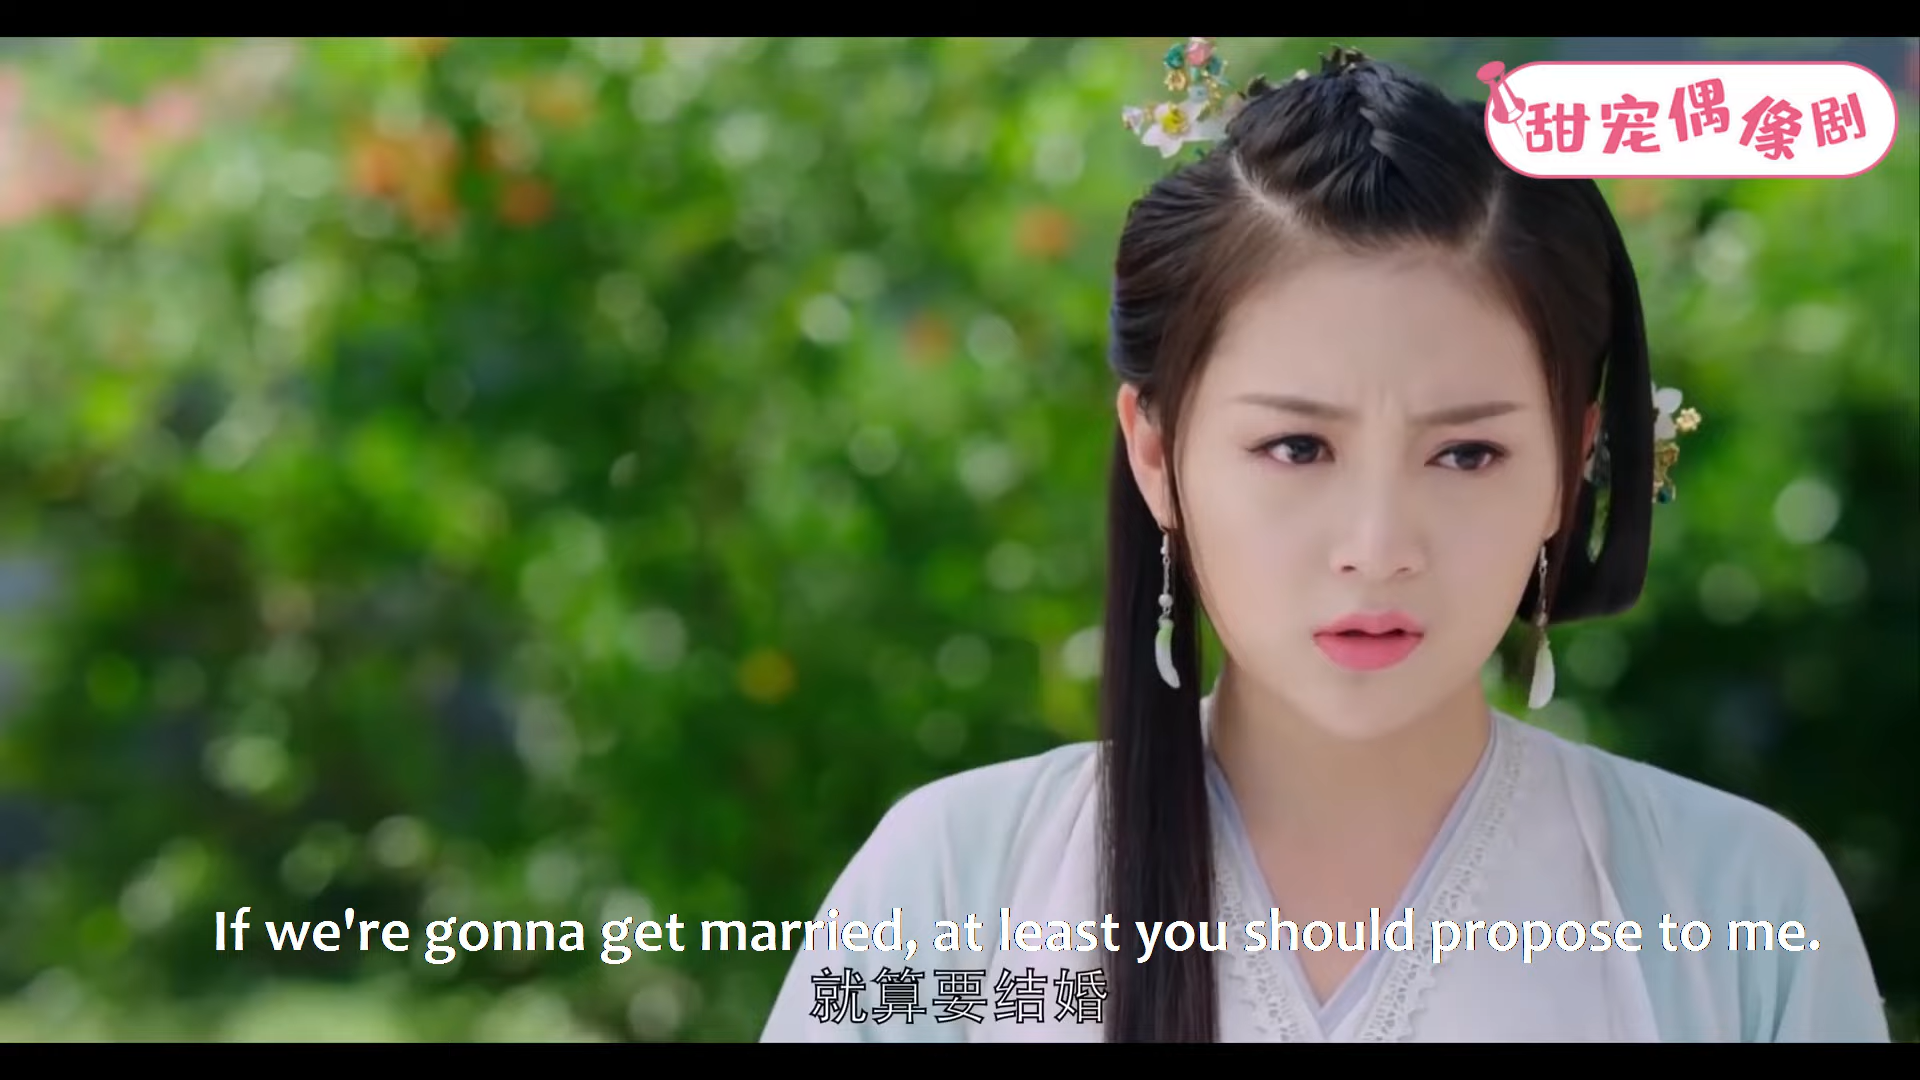 甜宠偶像剧
If we're gonna get married, at least you should propose to me.
就算要结婚